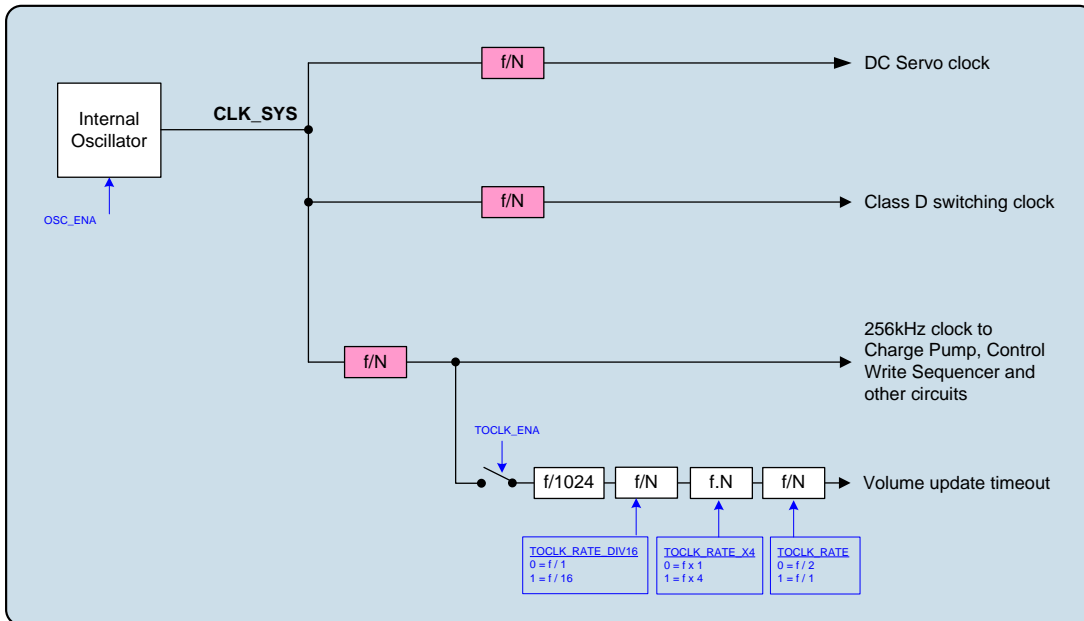 f/N
DC Servo clock
Internal
Oscillator
CLK_SYS
OSC_ENA
f/N
Class D switching clock
f/N
256kHz clock to
Charge Pump, Control
Write Sequencer and
other circuits
TOCLK_ENA
f/1024
f/N
f.N
f/N
Volume update timeout
TOCLK_RATE_DIV16
0 = f / 1
1 = f / 16
TOCLK_RATE_X4
0 = f x 1
1 = f x 4
TOCLK_RATE
0 = f / 2
1 = f / 1